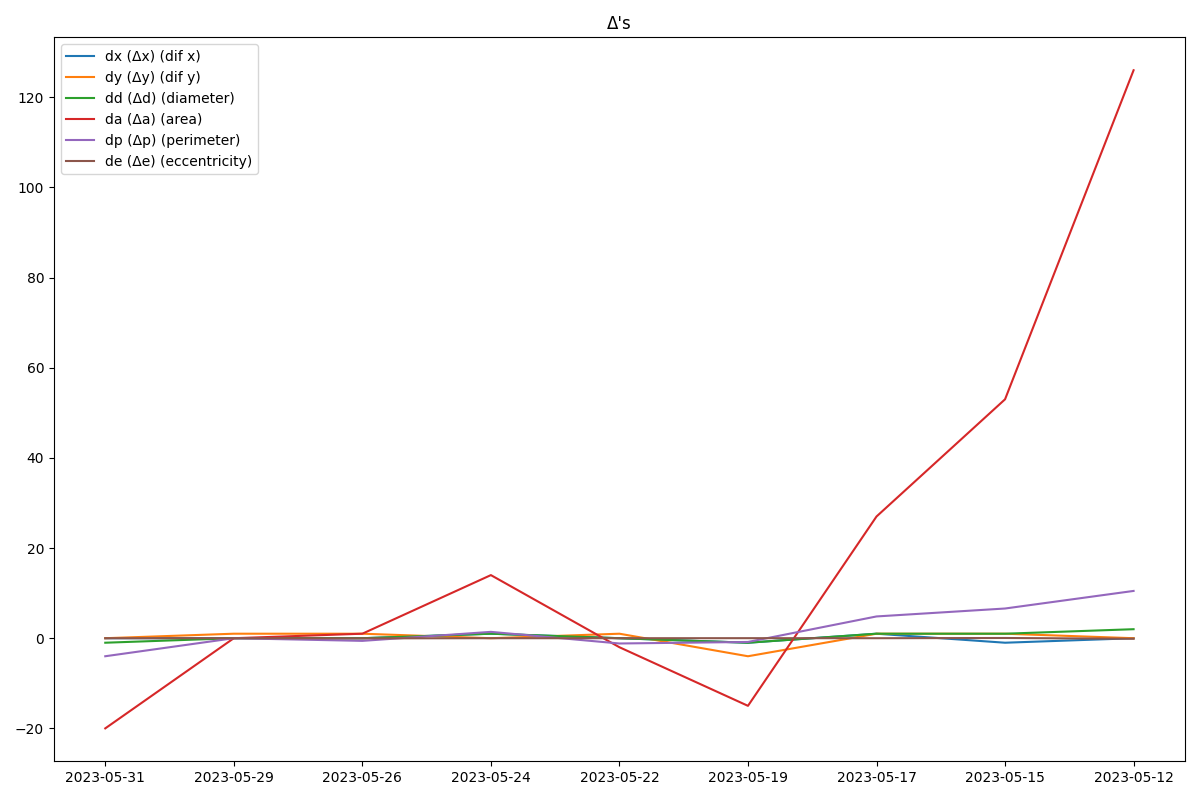 Δ's
dx (Δx) (dif x)
dy (Δy) (dif y)
dd (Δd) (diameter)
da (Δa) (area)
dp (Δp) (perimeter)
de (Δe) (eccentricity)
120
100
80
60
40
20
0
−20
2023-05-31 2023-05-29 2023-05-26 2023-05-24 2023-05-22 2023-05-19 2023-05-17 2023-05-15 2023-05-12